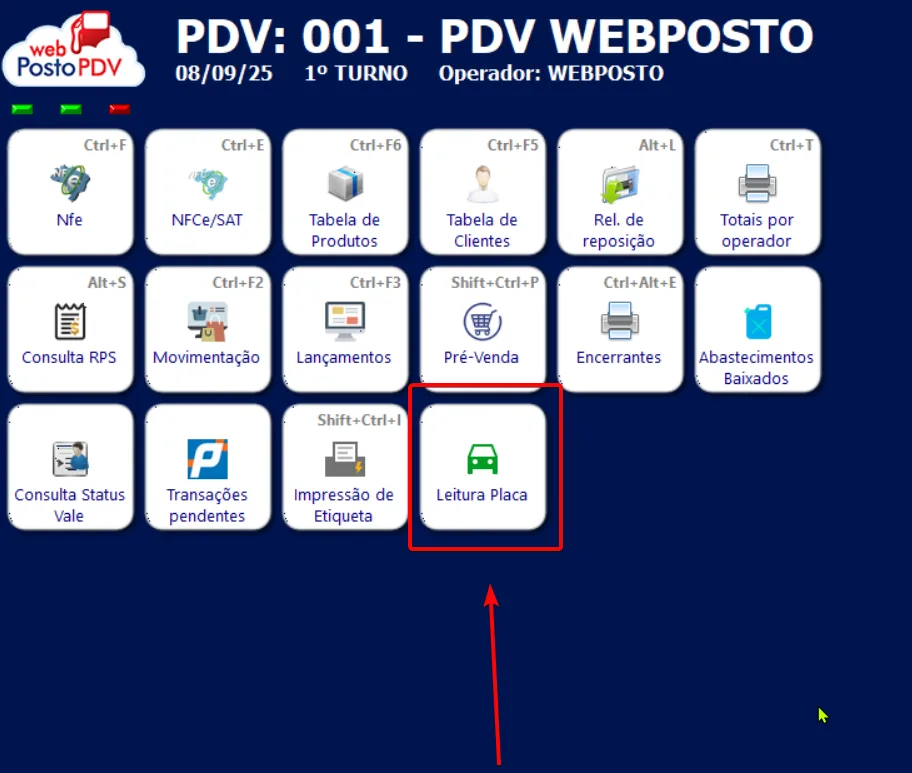 web
PostoPDV
PDV: 001 - PDV WEBPOSTO
08/09/25 1º TURNO Operador: WEBPOSTO
Ctrl+F
Nfe
Ctrl+E
NFCe/SAT
Ctrl+F6
Tabela de
Produtos
Ctrl+F5
Tabela de
Clientes
Alt+L
Rel. de
reposição
Ctrl+T
Totais por
operador
Alt+S
Consulta RPS
Ctrl+F2
Movimentação
Ctrl+F3
Lançamentos
Shift+Ctrl+P
Pré-Venda
Ctrl+Alt+E
Encerrantes
Abastecimentos
Baixados
Consulta Status
Vale
Transações
pendentes
Shift+Ctrl+I
Impressão de
Etiqueta
Leitura Placa